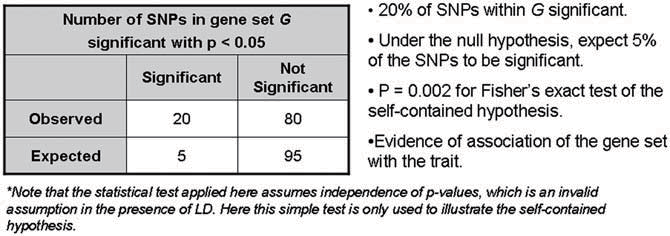 Number of SNPs in gene set G
significant with p < 0.05
Significant
Not
Significant
Observed
20
80
Expected
5
95
• 20% of SNPs within G significant.
• Under the null hypothesis, expect 5%
of the SNPs to be significant.
• P = 0.002 for Fisher's exact test of the
self-contained hypothesis.
•Evidence of association of the gene set
with the trait.
*Note that the statistical test applied here assumes independence of p-values, which is an invalid
assumption in the presence of LD. Here this simple test is only used to illustrate the self-contained
hypothesis.